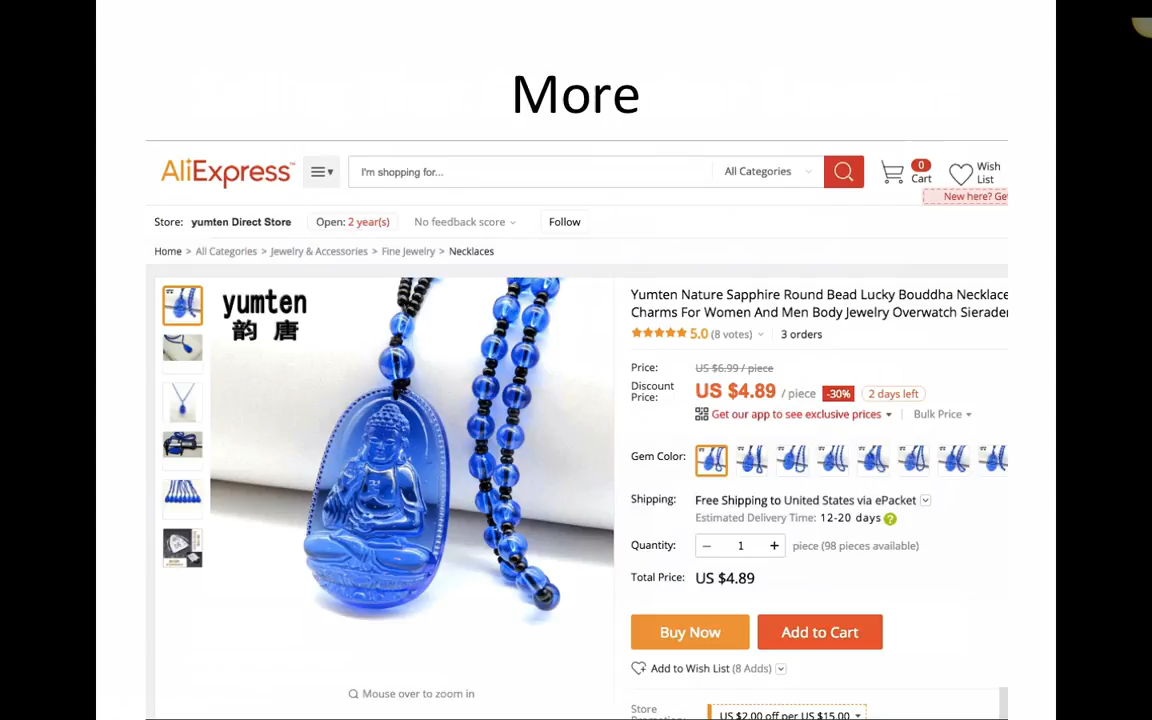 More
AliExpress™
I'm shopping for...
All Categories
0
Cart
Wish
List
New here? Ge
Store: yumten Direct Store
Open: 2 year(s)
No feedback score
Follow
Home > All Categories > Jewelry & Accessories > Fine Jewelry > Necklaces
yumten
韵 唐
Yumten Nature Sapphire Round Bead Lucky Bouddha Necklace
Charms For Women And Men Body Jewelry Overwatch Sierader
5.0 (8 votes)
3 orders
Price: US $6.99 / piece
Discount
Price:
US $4.89 / piece -30% 2 days left
Get our app to see exclusive prices
Bulk Price
Gem Color:
Shipping: Free Shipping to United States via ePacket
Estimated Delivery Time: 12-20 days ?
Quantity: − 1 + piece (98 pieces available)
Total Price: US $4.89
Buy Now
Add to Cart
Add to Wish List (8 Adds)
Mouse over to zoom in
Store
US $2.00 off per US $15.00